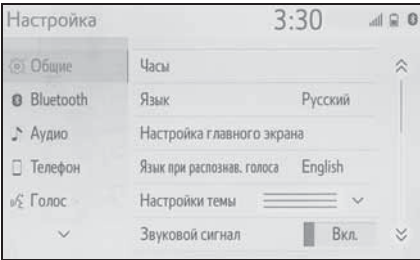 Настройка 3:30
Общие
Bluetooth
Аудио
Телефон
Голос
Часы
Язык Русский
Настройка главного экрана
Язык при распознав. голоса English
Настройки темы
Звуковой сигнал Вкл.